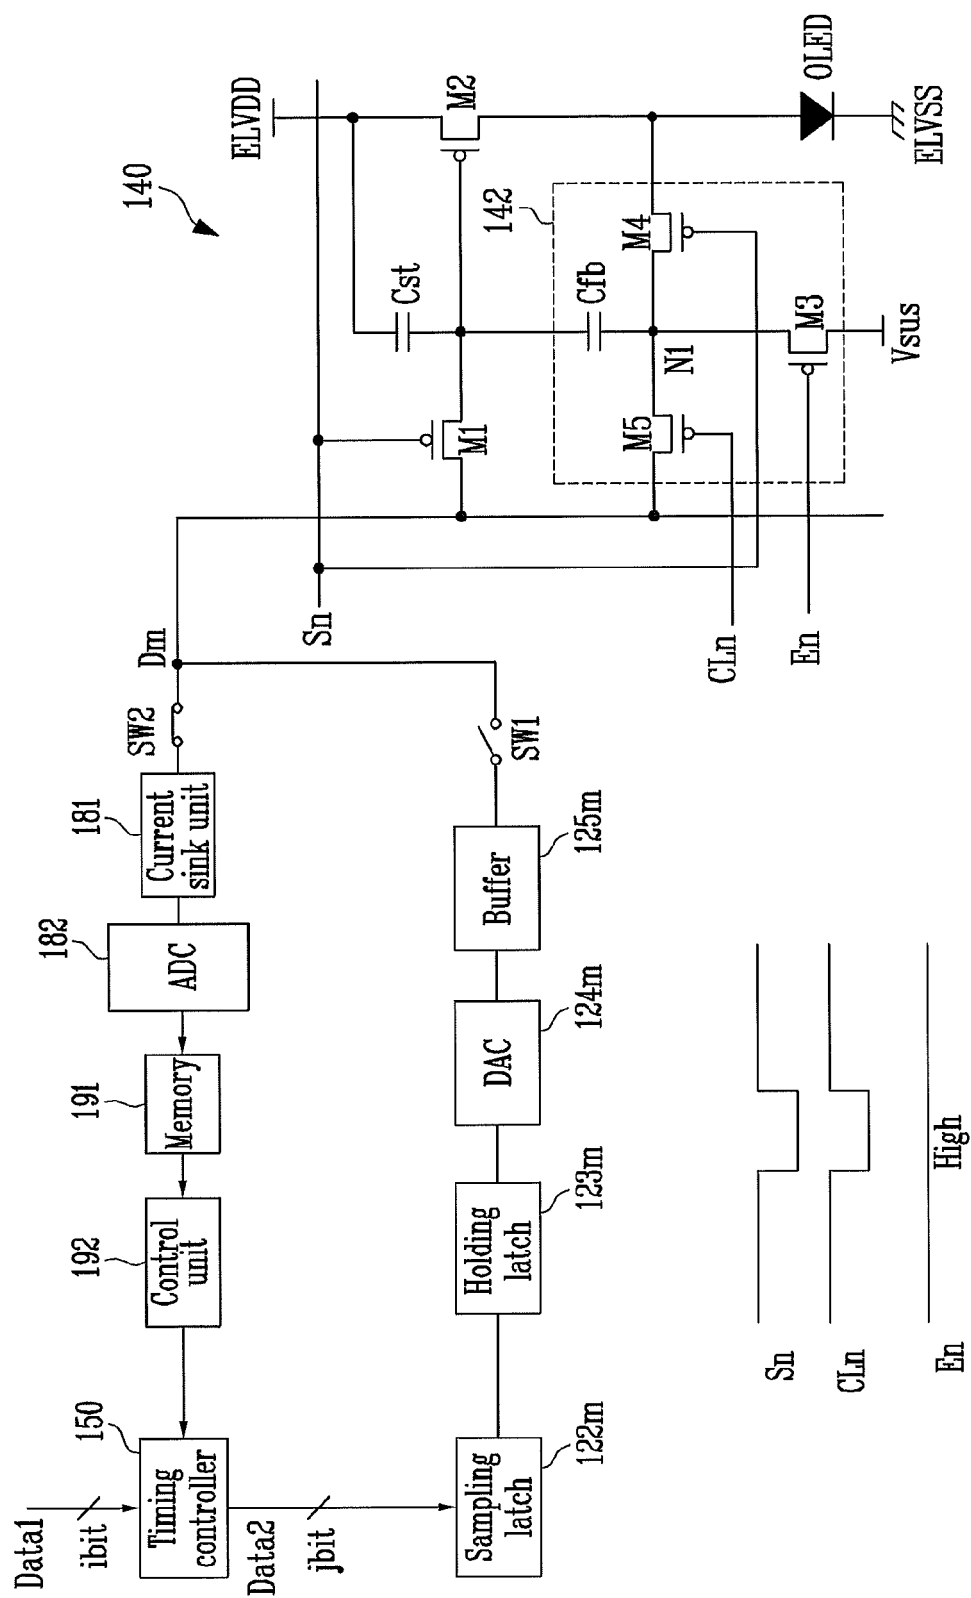 Data1
ibit
150
Timing
controller
Data2
jbit
192
Control
unit
191
Memory
182
ADC
181
Current
sink unit
SW2
Dm
122m
Sampling
latch
123m
Holding
latch
124m
DAC
125m
Buffer
SW1
140
Sn
CLn
En
ELVDD
Cst
M1
M2
142
Cfb
N1
M5
M4
M3
Vsus
OLED
ELVSS
Sn
CLn
En
High